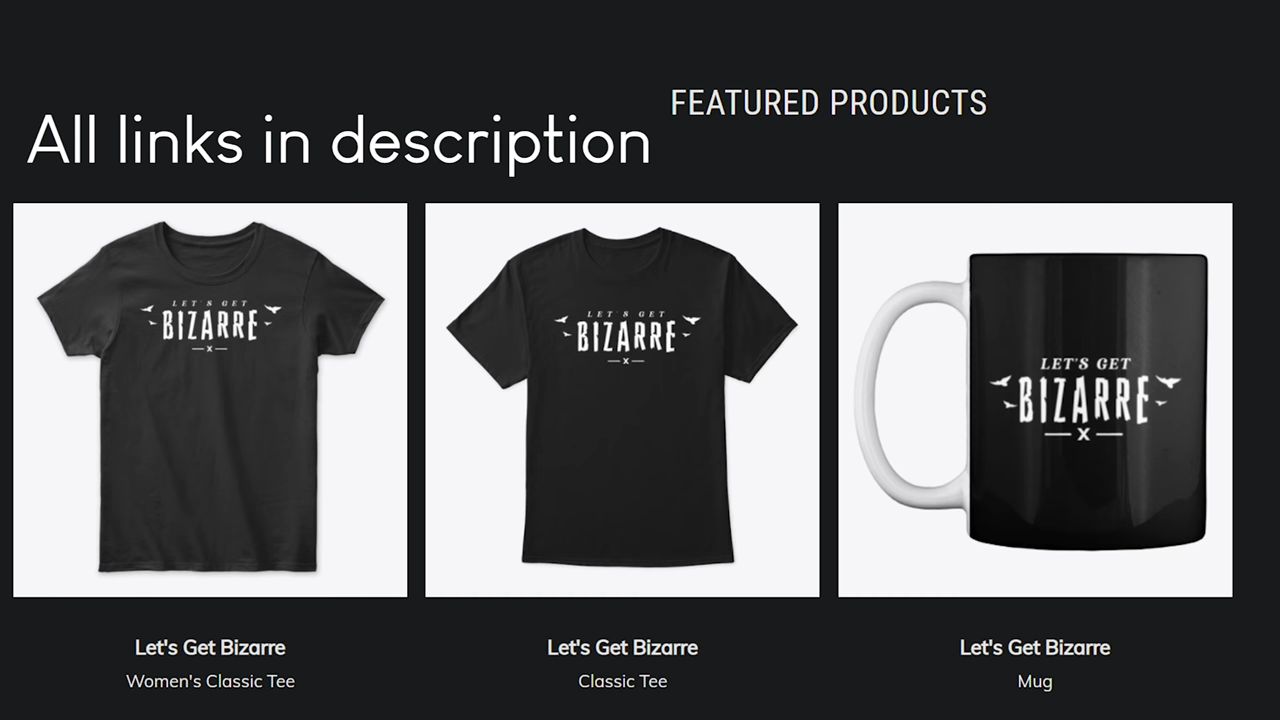 FEATURED PRODUCTS
All links in description
LET'S GET
BIZARRE
X
LET'S GET
BIZARRE
X
LET'S GET
BIZARRE
X
Let's Get Bizarre
Women's Classic Tee
Let's Get Bizarre
Classic Tee
Let's Get Bizarre
Mug